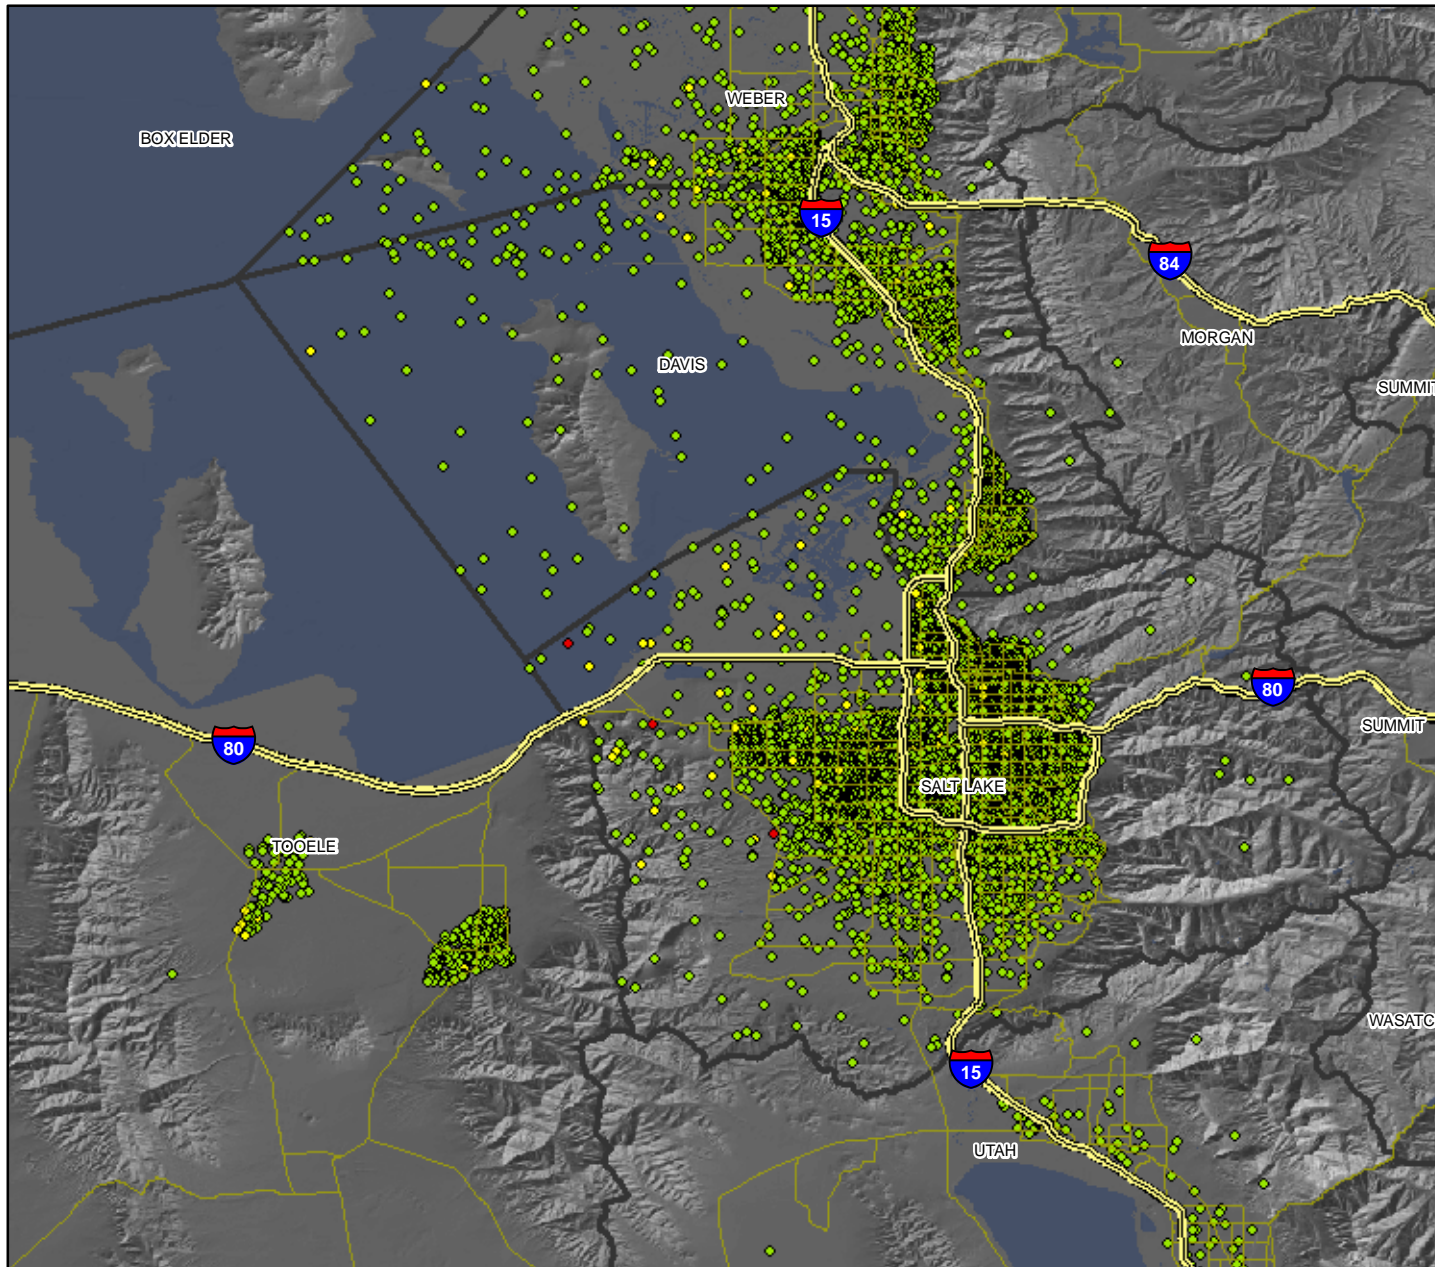 WEBER
BOX ELDER
15
84
MORGAN
DAVIS
SUMMIT
80
SUMMIT
80
SALT LAKE
TOOELE
WASATC
15
UTAH